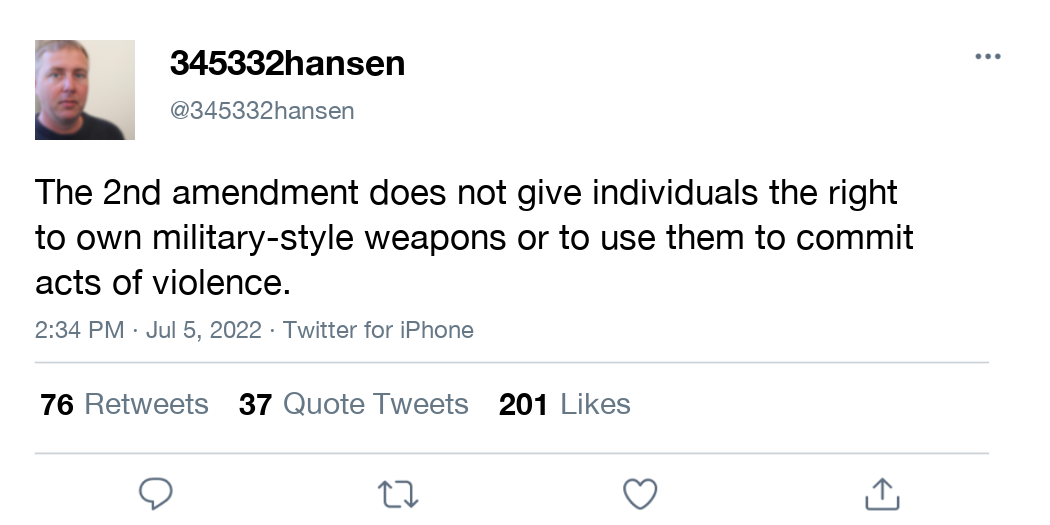 345332hansen
@345332hansen
The 2nd amendment does not give individuals the right
to own military-style weapons or to use them to commit
acts of violence.
2:34 PM · Jul 5, 2022 · Twitter for iPhone
76 Retweets 37 Quote Tweets 201 Likes